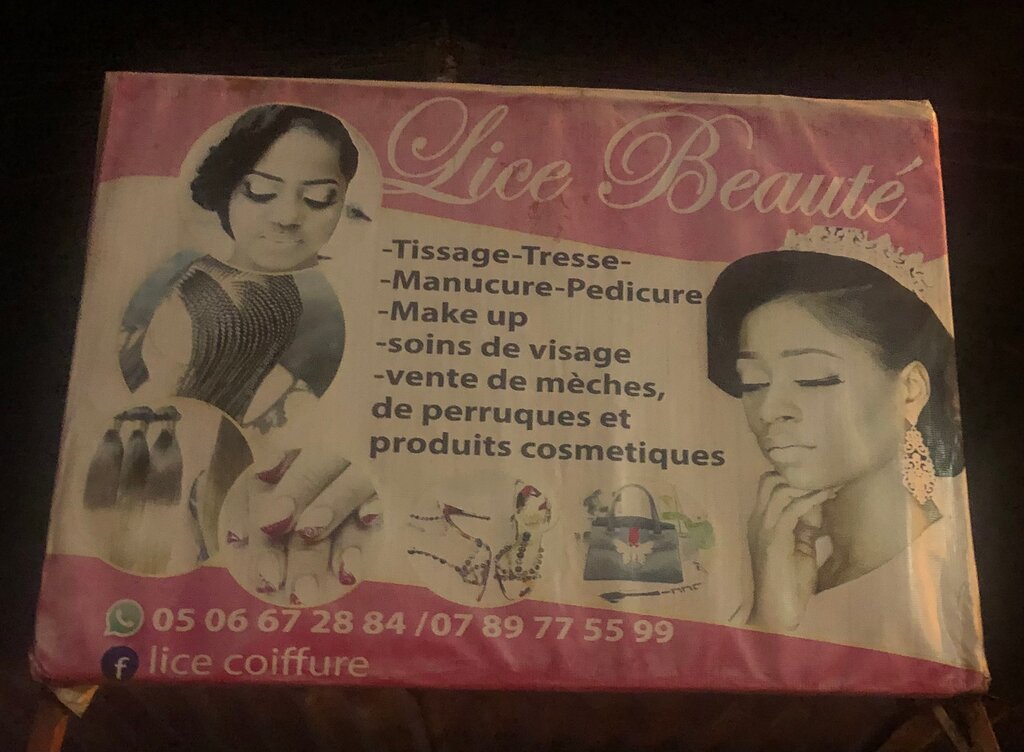 Lice Beauté
-Tissage-Tresse-
-Manucure-Pedicure
-Make up
-soins de visage
-vente de mèches,
de perruques et
produits cosmetiques
05 06 67 28 84 /07 89 77 55 99
f lice coiffure